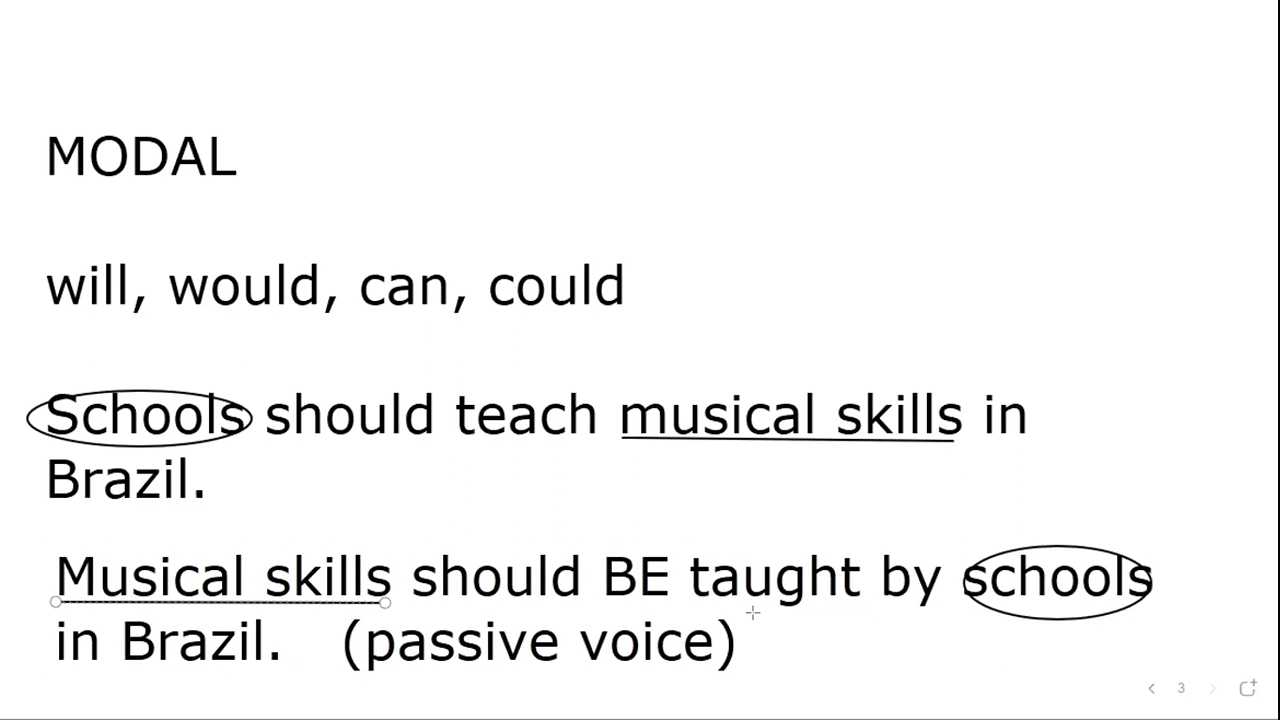 MODAL
will, would, can, could
Schools should teach musical skills in
Brazil.
Musical skills should BE taught by schools
in Brazil. (passive voice)
3